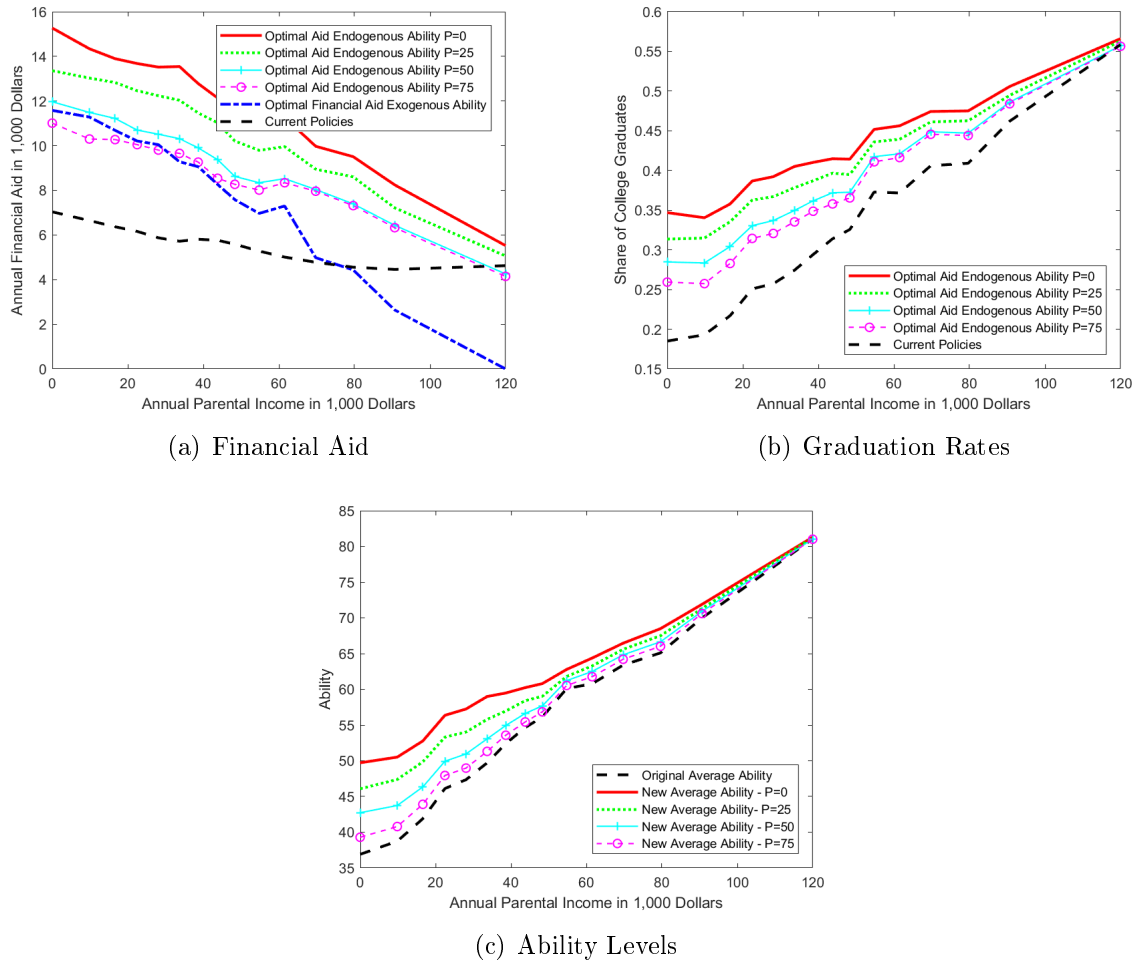 Annual Financial Aid in 1,000 Dollars
16
14
12
10
8
6
4
2
0
Optimal Aid Endogenous Ability P=0
Optimal Aid Endogenous Ability P=25
Optimal Aid Endogenous Ability P=50
Optimal Aid Endogenous Ability P=75
Optimal Financial Aid Exogenous Ability
Current Policies
0 20 40 60 80 100 120
Annual Parental Income in 1,000 Dollars
(a) Financial Aid
Share of College Graduates
0.6
0.55
0.5
0.45
0.4
0.35
0.3
0.25
0.2
0.15
Optimal Aid Endogenous Ability P=0
Optimal Aid Endogenous Ability P=25
Optimal Aid Endogenous Ability P=50
Optimal Aid Endogenous Ability P=75
Current Policies
0 20 40 60 80 100 120
Annual Parental Income in 1,000 Dollars
(b) Graduation Rates
Ability
85
80
75
70
65
60
55
50
45
40
35
Original Average Ability
New Average Ability - P=0
New Average Ability- P=25
New Average Ability - P=50
New Average Ability - P=75
0 20 40 60 80 100 120
Annual Parental Income in 1,000 Dollars
(c) Ability Levels